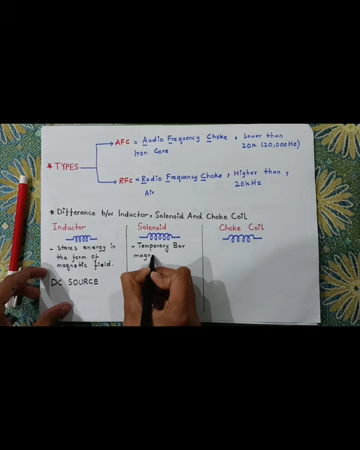 AFC = Audio Frequency Choke, Lower than
Iron Core 20K (20,000Hz)
* TYPES
RFC = Radio Frequency Choke, Higher than,
Air 20KHz
* Difference b/w Inductor, Solenoid And Choke Coil
Inductor Solenoid Choke Coil
- Stores energy in - Temporary Bar
the form of magn
magnetic field.
DC SOURCE